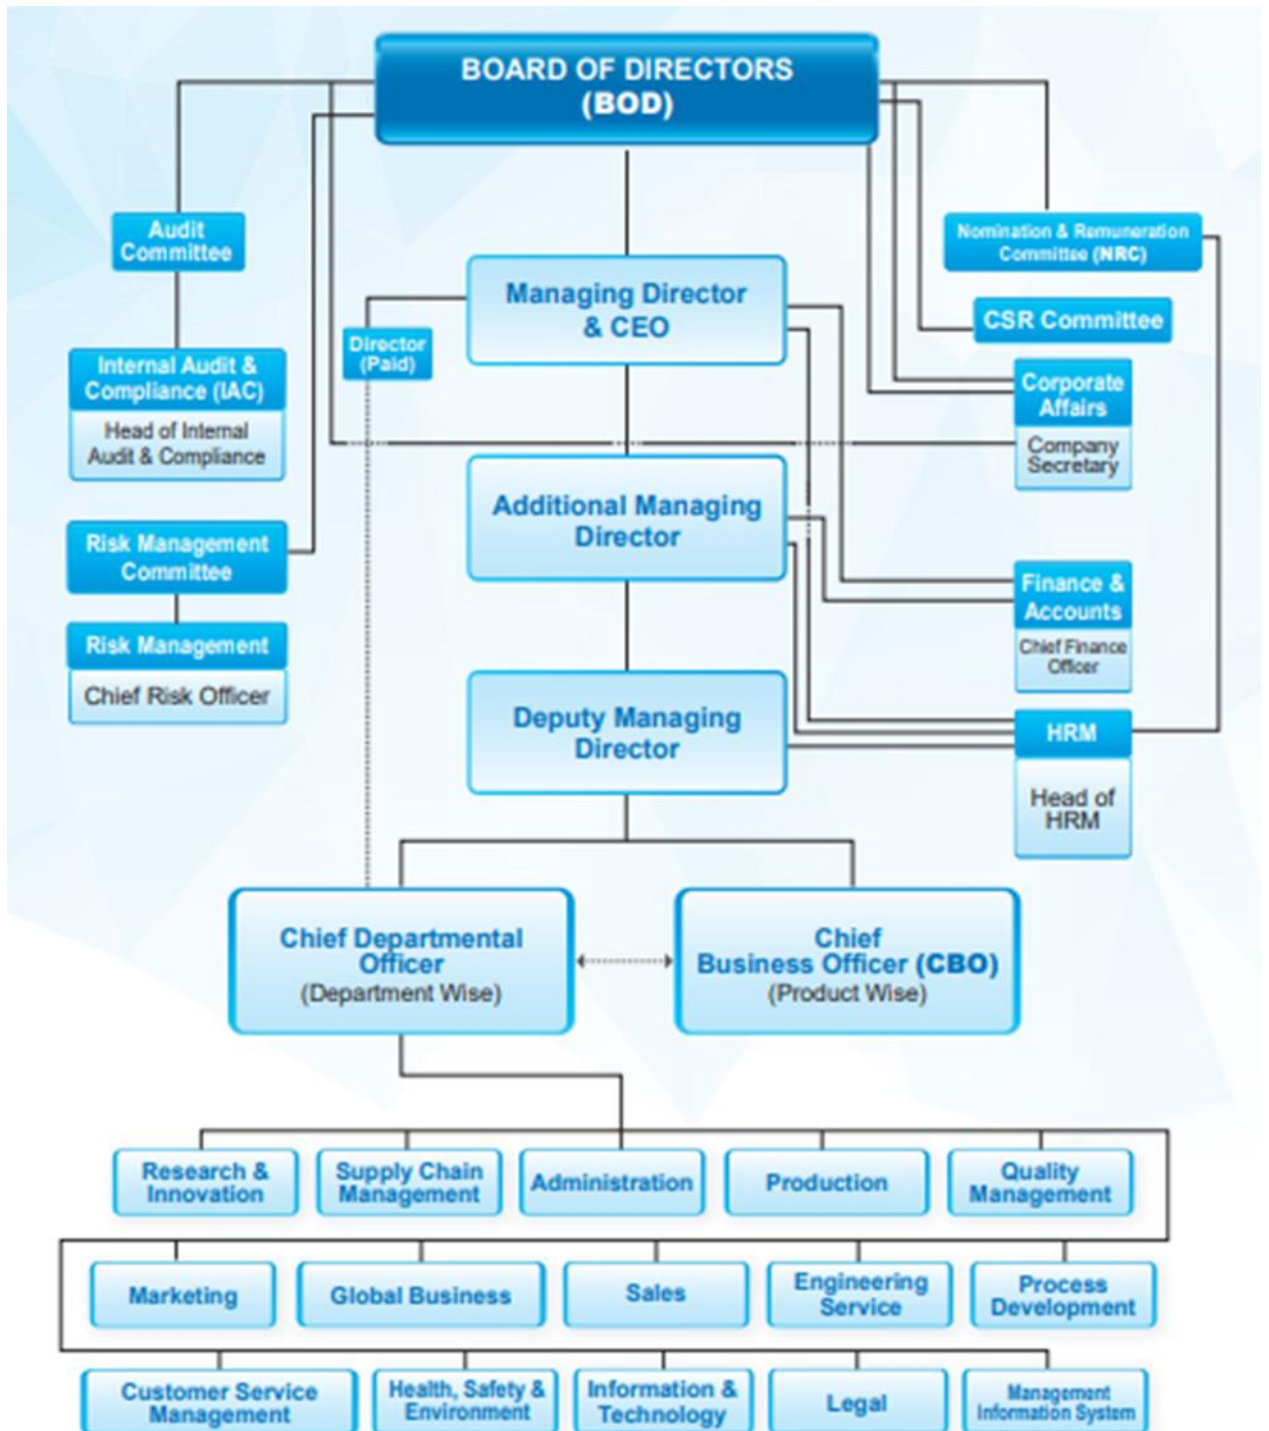 BOARD OF DIRECTORS
(BOD)
Audit
Committee
Nomination & Remuneration
Committee (NRC)
Managing Director
& CEO
CSR Committee
Director
(Paid)
Internal Audit &
Compliance (IAC)
Head of Internal
Audit & Compliance
Corporate
Affairs
Company
Secretary
Additional Managing
Director
Risk Management
Committee
Finance &
Accounts
Chief Finance
Officer
Risk Management
Chief Risk Officer
Deputy Managing
Director
HRM
Head of
HRM
Chief Departmental
Officer
(Department Wise)
Chief
Business Officer (CBO)
(Product Wise)
Research &
Innovation
Supply Chain
Management
Administration
Production
Quality
Management
Marketing
Global Business
Sales
Engineering
Service
Process
Development
Customer Service
Management
Health, Safety &
Environment
Information &
Technology
Legal
Management
Information System